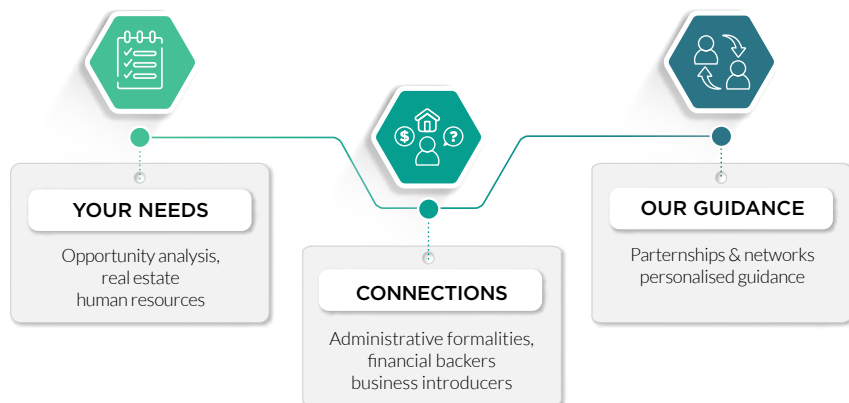 YOUR NEEDS
Opportunity analysis,
real estate
human resources
$
?
CONNECTIONS
Administrative formalities,
financial backers
business introducers
OUR GUIDANCE
Parternships & networks
personalised guidance